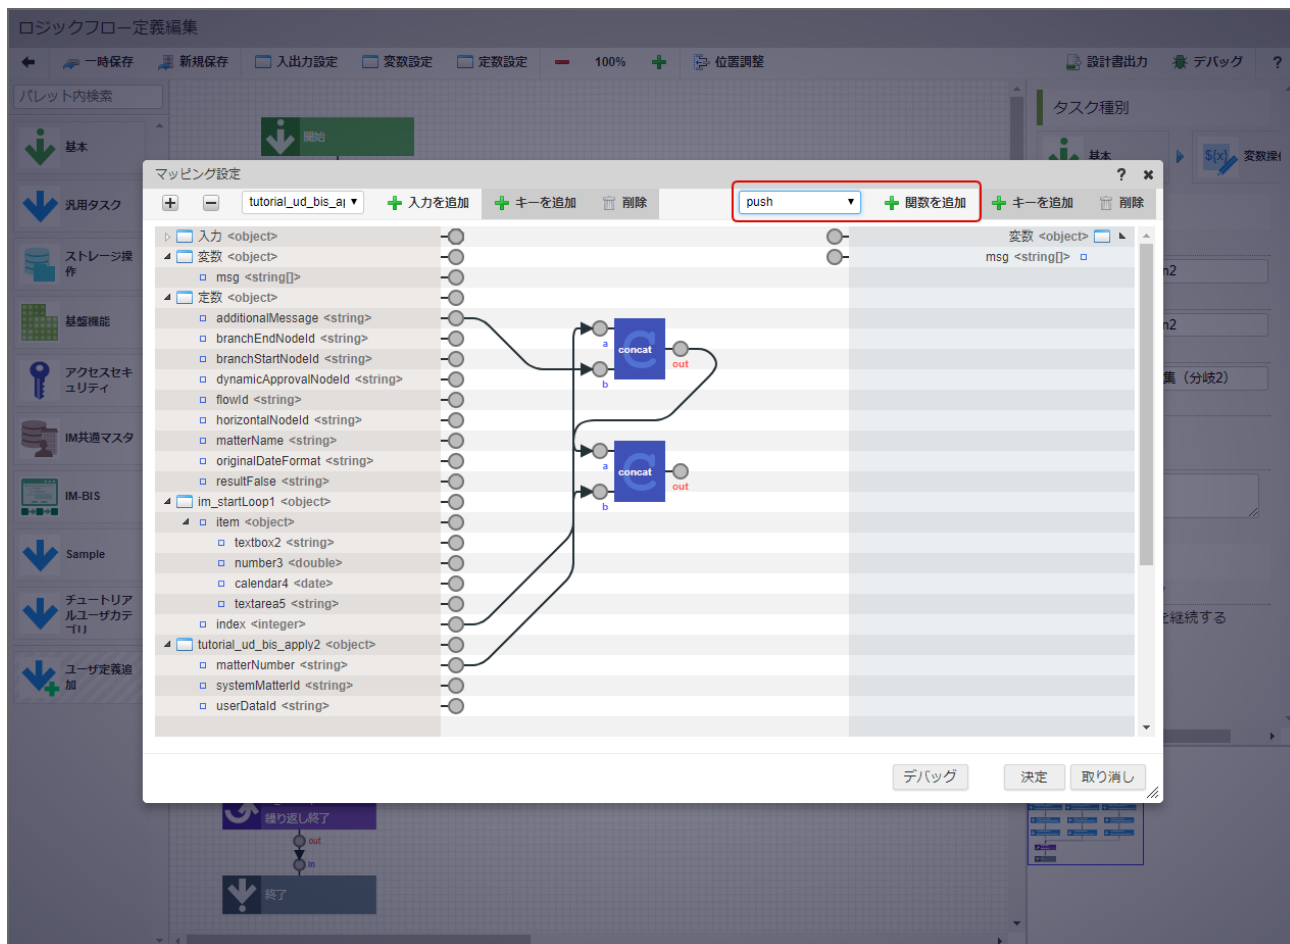 ロジックフロー定義編集
一時保存 新規保存 入出力設定 変数設定 定数設定 100% 位置調整 設計書出力 デバッグ ?
パレット内検索
基本
汎用タスク
ストレージ操
作
基盤機能
アクセスセキ
ュリティ
IM共通マスタ
IM-BIS
Sample
チュートリア
ルユーザカテ
ゴリ
ユーザ定義追
加
開始
タスク種別
基本
${x} 変数操作
n2
n2
集（分岐2）
を継続する
マッピング設定 ?
tutorial_ud_bis_a 入力を追加 キーを追加 削除 push 関数を追加 キーを追加 削除
入力 <object>
変数 <object>
msg <string[]>
定数 <object>
additionalMessage <string>
branchEndNodeId <string>
branchStartNodeId <string>
dynamicApprovalNodeId <string>
flowId <string>
horizontalNodeId <string>
matterName <string>
originalDateFormat <string>
resultFalse <string>
im_startLoop1 <object>
item <object>
textbox2 <string>
number3 <double>
calendar4 <date>
textarea5 <string>
index <integer>
tutorial_ud_bis_apply2 <object>
matterNumber <string>
systemMatterId <string>
userDataId <string>
a
concat
out
b
a
concat
out
b
変数 <object>
msg <string[]>
デバッグ 決定 取り消し
繰り返し終了
out
in
終了